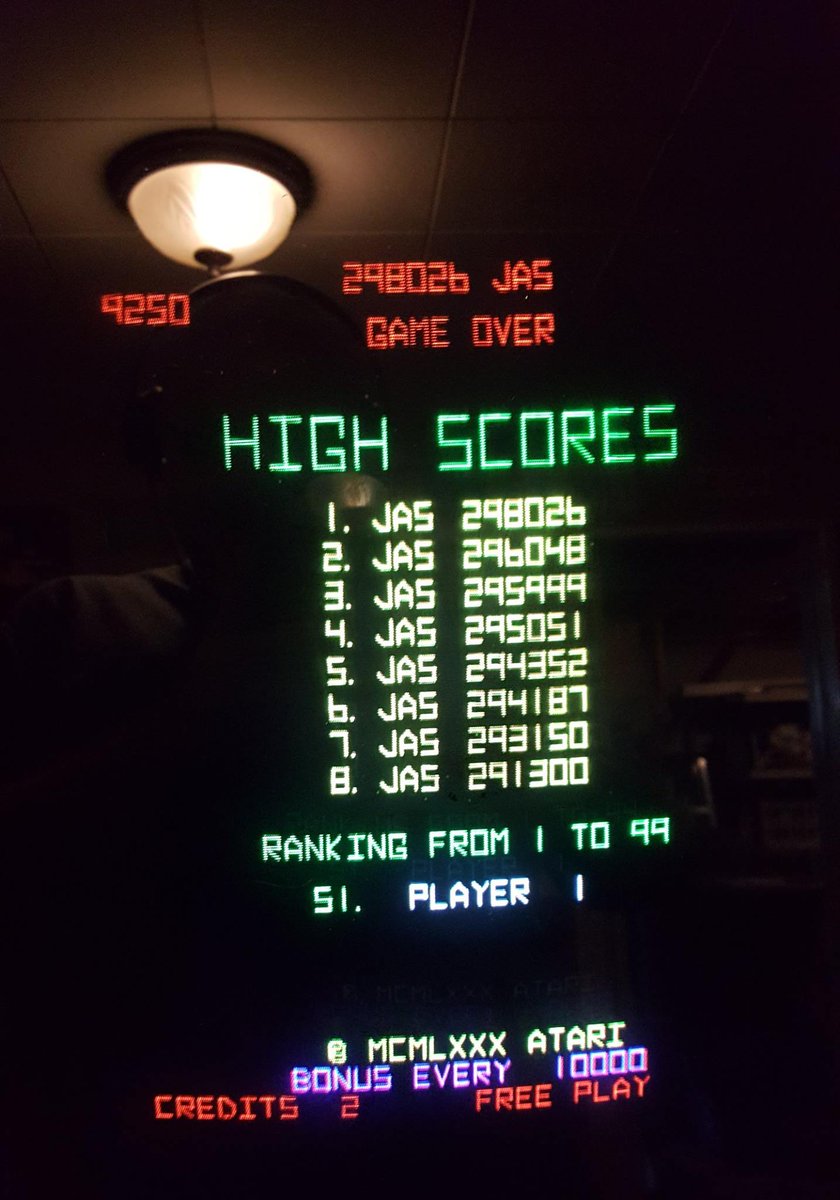 298026 JAS
9250
GAME OVER
HIGH SCORES
1. JAS 298026
2. JAS 296048
3. JAS 295999
4. JAS 295051
5. JAS 294352
6. JAS 294187
7. JAS 293150
8. JAS 291300
RANKING FROM 1 TO 99
51. PLAYER 1
© MCMLXXX ATARI
BONUS EVERY 10000
CREDITS 2 FREE PLAY